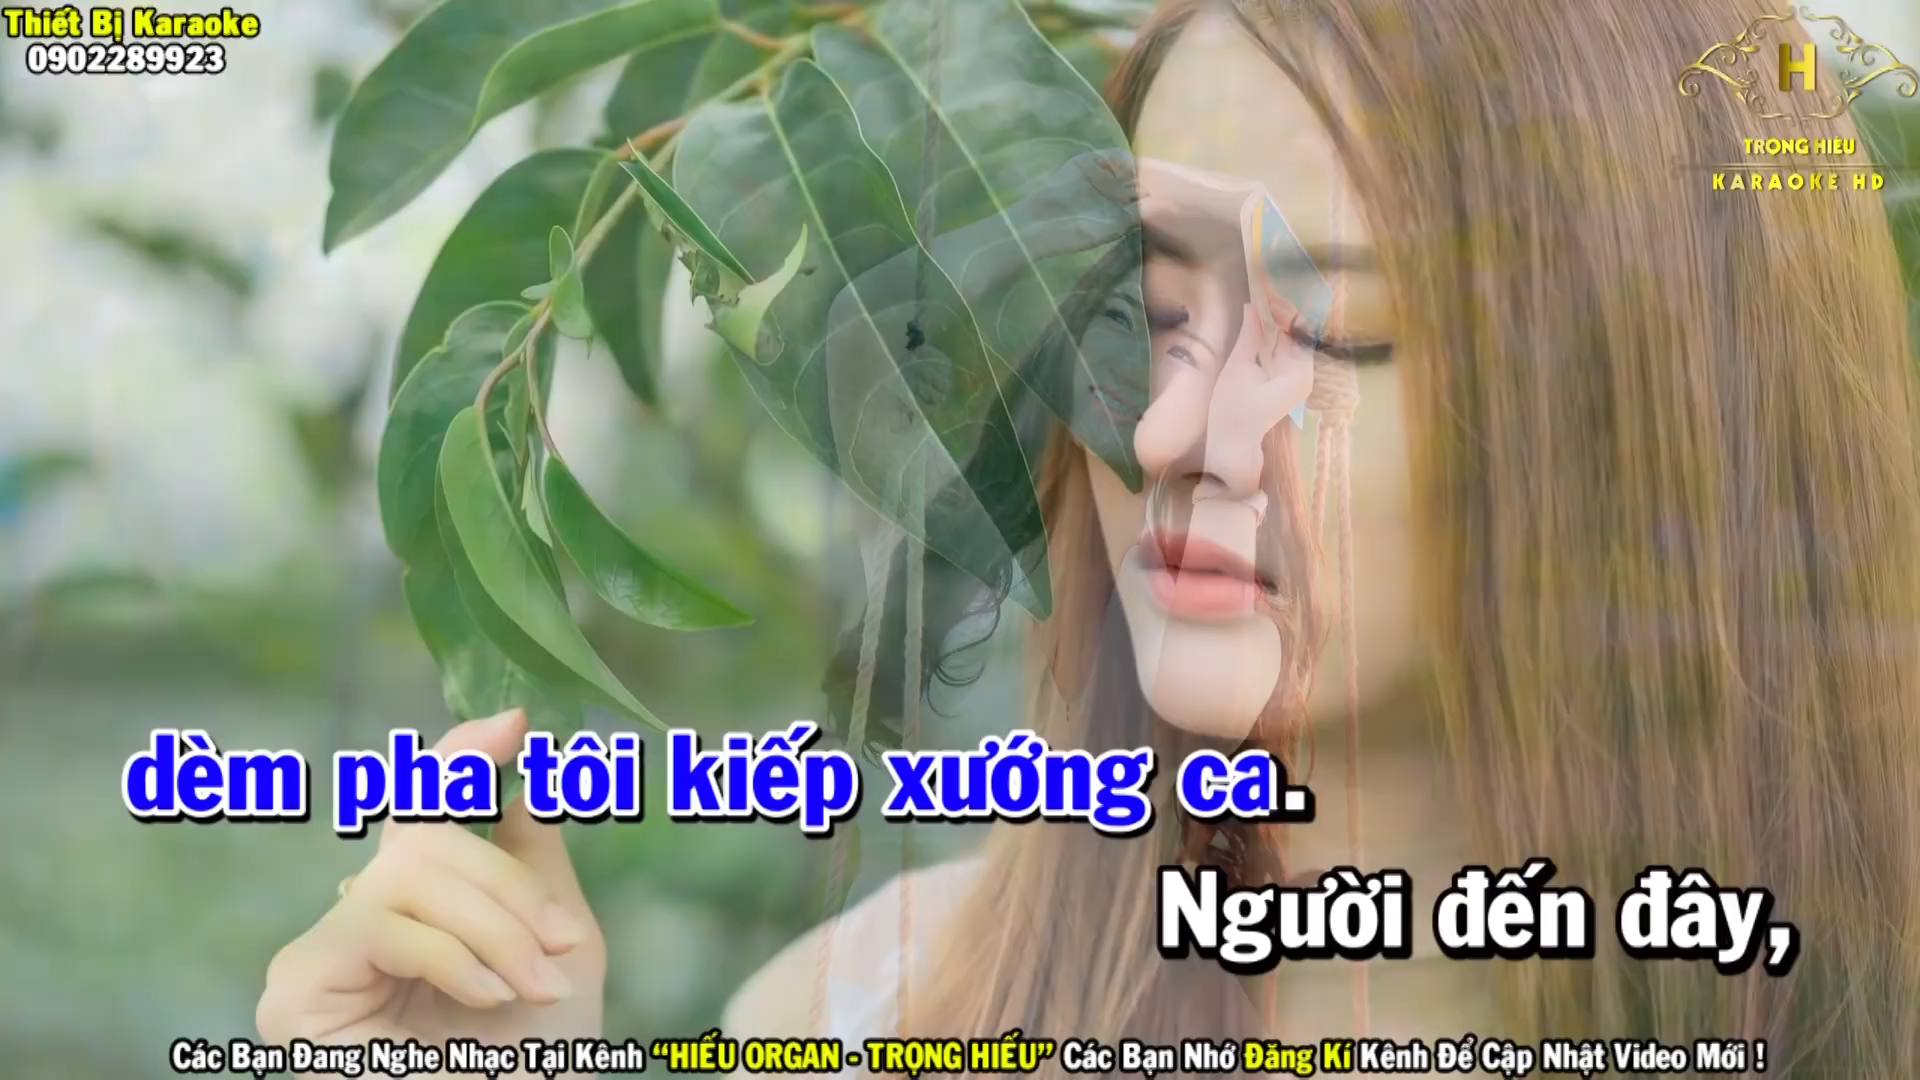 Thiết Bị Karaoke
0902289923
H
TRỌNG HIẾU
KARAOKE HD
dèm pha tôi kiếp xướng ca.
Người đến đây,
Các Bạn Đang Nghe Nhạc Tại Kênh “HIẾU ORGAN - TRỌNG HIẾU” Các Bạn Nhớ Đăng Kí Kênh Để Cập Nhật Video Mới !